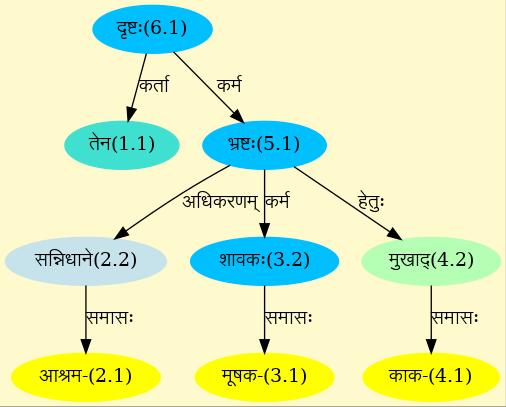 दृष्टः(6.1)
कर्ता कर्म
तेन(1.1) भ्रष्टः(5.1)
अधिकरणम् कर्म हेतुः
सन्निधाने(2.2) शावकः(3.2) मुखाद्(4.2)
समासः समासः समासः
आश्रम-(2.1) मूषक-(3.1) काक-(4.1)